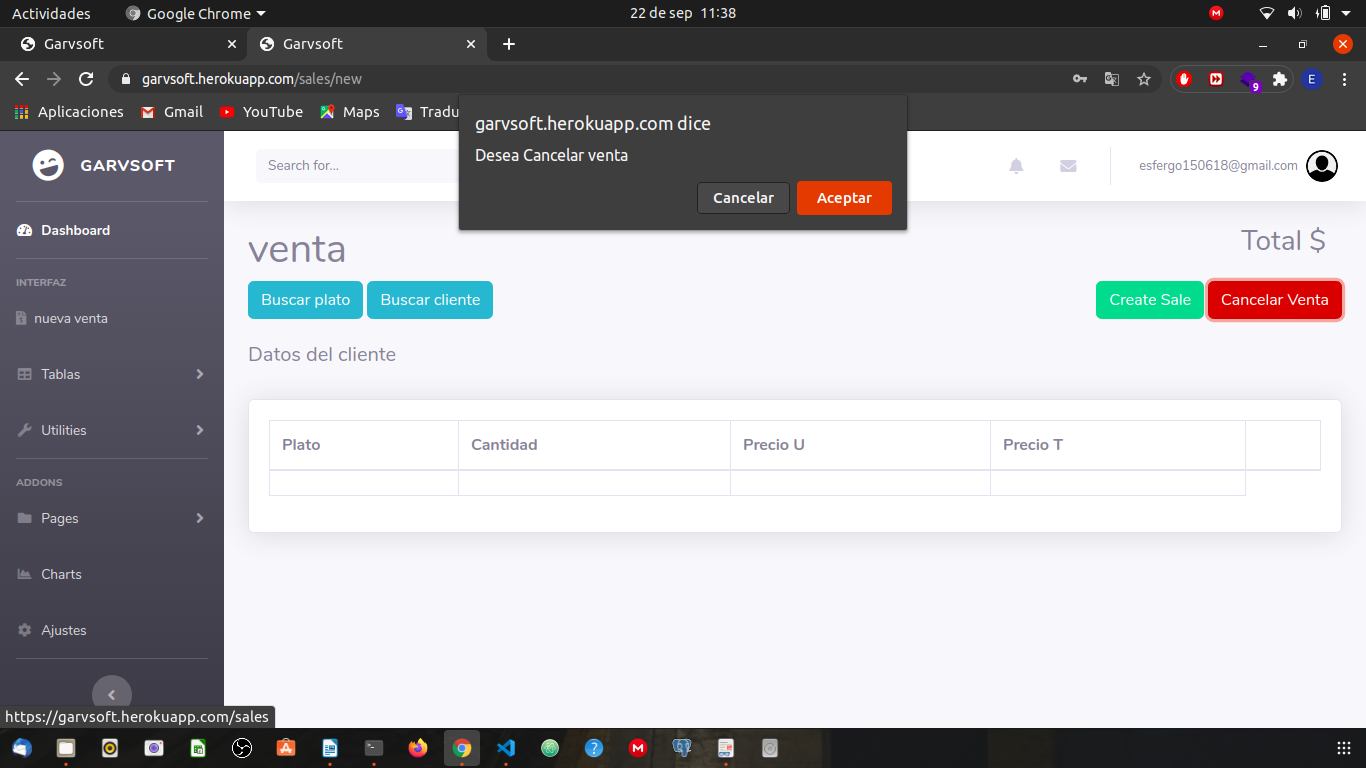 Actividades
Google Chrome
22 de sep 11:38
Garvsoft
Garvsoft
garvsoft.herokuapp.com/sales/new
E
9
Aplicaciones
Gmail
YouTube
Maps
Tradu
garvsoft.herokuapp.com dice
Desea Cancelar venta
Cancelar
Aceptar
GARVSOFT
Search for...
esfergo150618@gmail.com
Dashboard
INTERFAZ
nueva venta
Tablas
Utilities
ADDONS
Pages
Charts
Ajustes
venta
Total $
Buscar plato
Buscar cliente
Create Sale
Cancelar Venta
Datos del cliente
Plato
Cantidad
Precio U
Precio T
https://garvsoft.herokuapp.com/sales